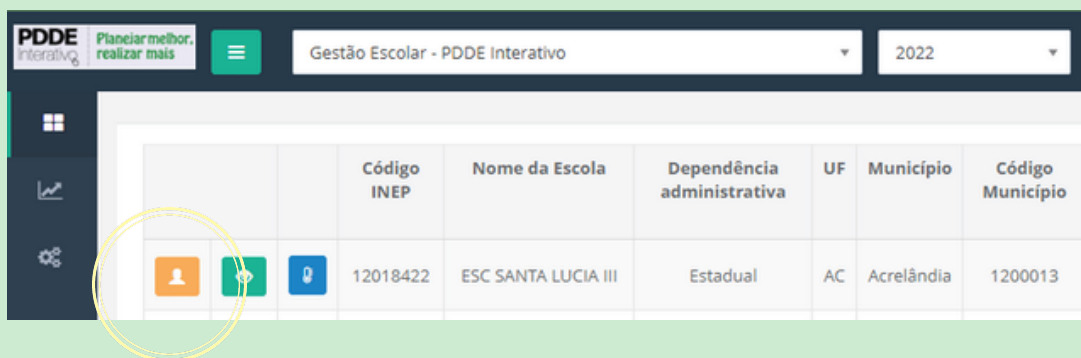 PDDE Planejar melhor.
interativo realizar mais
Gestão Escolar - PDDE Interativo
2022
Código INEP
Nome da Escola
Dependência administrativa
UF
Município
Código Município
12018422 ESC SANTA LUCIA III Estadual AC Acrelândia 1200013